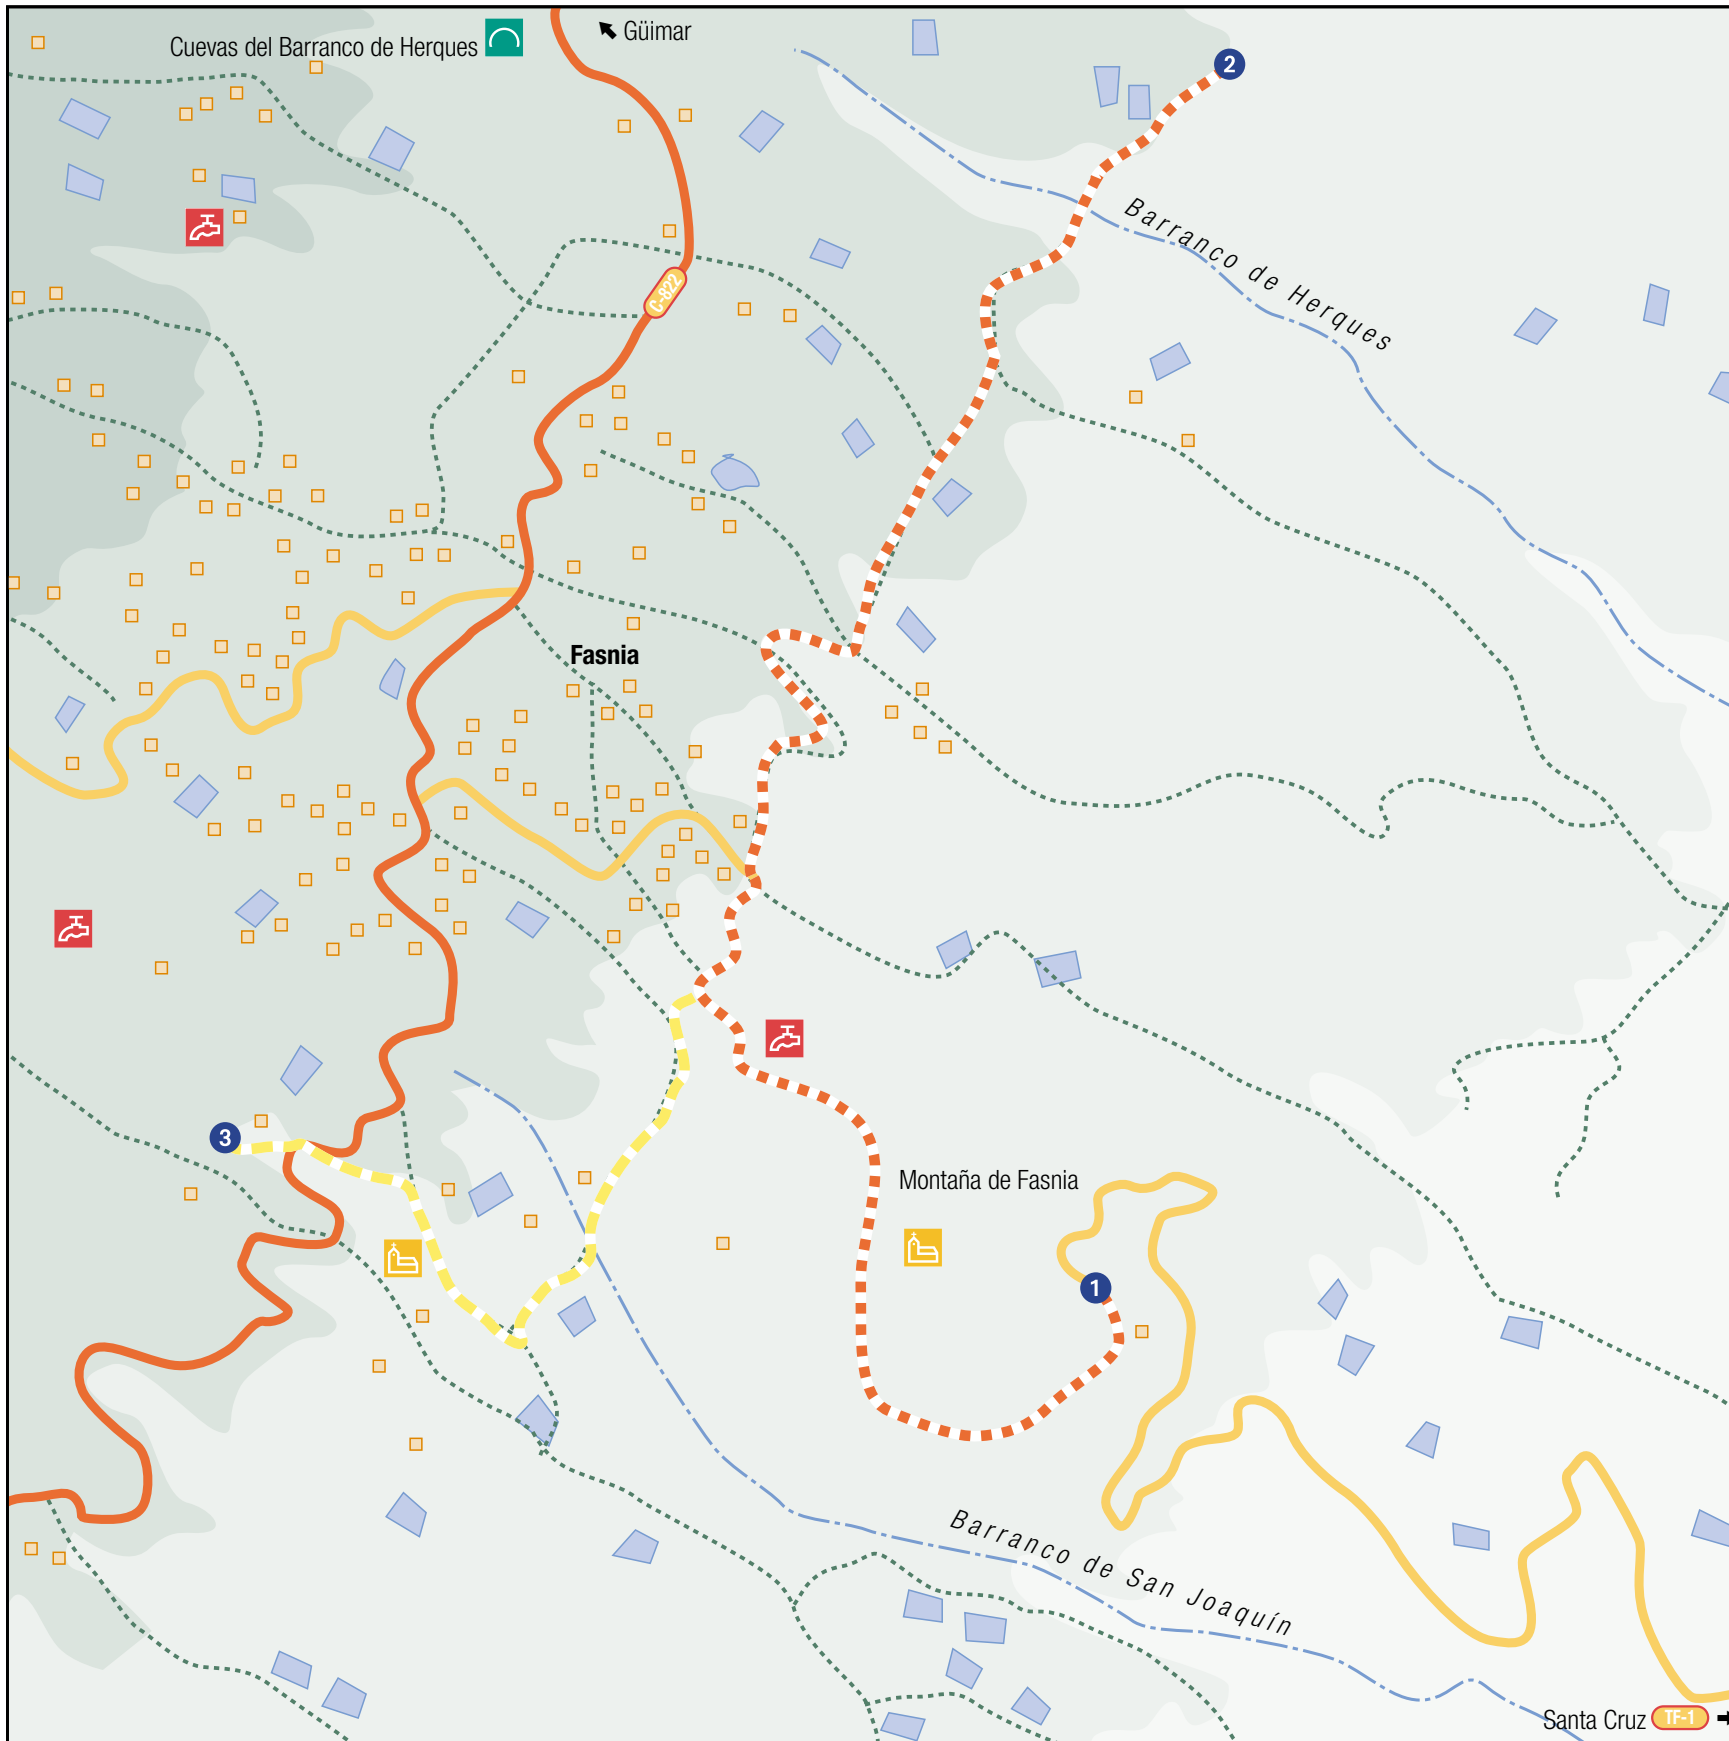 Cuevas del Barranco de Herques
Güimar
2
Barranco de Herques
C-822
Fasnia
3
Montaña de Fasnia
1
Barranco de San Joaquín
Santa Cruz TF-1